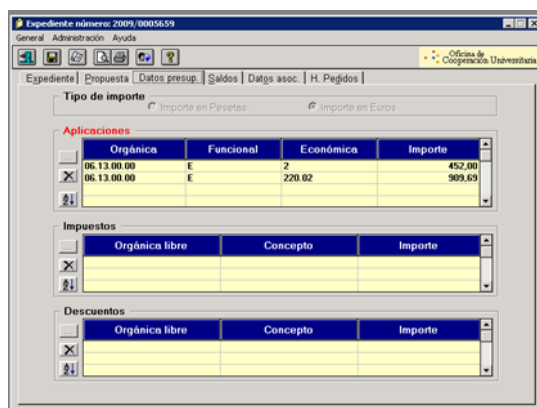 Expediente número: 2009/0005659
General Administración Ayuda
Oficina de
Cooperación Universitaria
Expediente Propuesta Datos presup. Saldos Datos asoc. H. Pedidos
Tipo de importe
Importe en Pesetas Importe en Euros
Aplicaciones
Orgánica Funcional Económica Importe
06.13.00.00 E 2 452,00
06.13.00.00 E 220.02 909,69
Impuestos
Orgánica libre Concepto Importe
Descuentos
Orgánica libre Concepto Importe